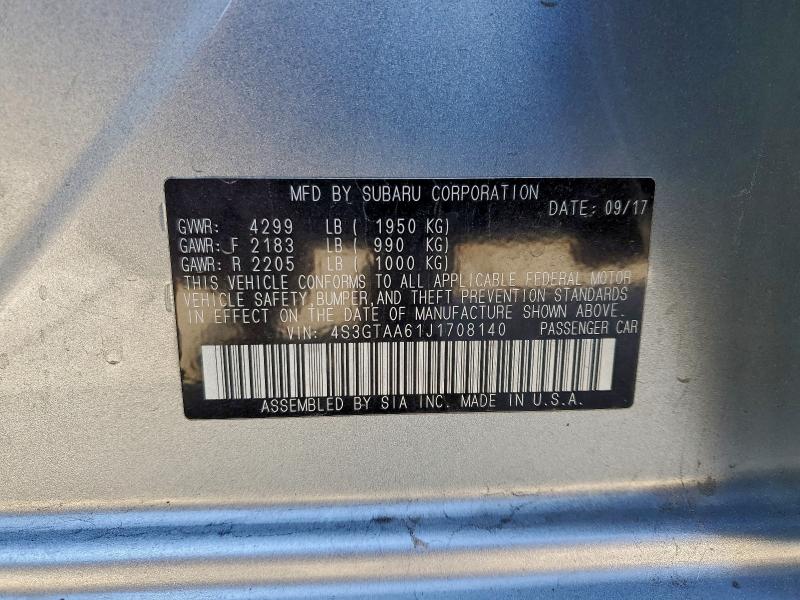 MFD BY SUBARU CORPORATION
DATE: 09/17
GVWR: 4299 LB ( 1950 KG)
GAWR: F 2183 LB ( 990 KG)
GAWR: R 2205 LB ( 1000 KG)
THIS VEHICLE CONFORMS TO ALL APPLICABLE FEDERAL MOTOR
VEHICLE SAFETY, BUMPER, AND THEFT PREVENTION STANDARDS
IN EFFECT ON THE DATE OF MANUFACTURE SHOWN ABOVE.
VIN: 4S3GTAA61J1708140 PASSENGER CAR
ASSEMBLED BY SIA INC. MADE IN U.S.A.